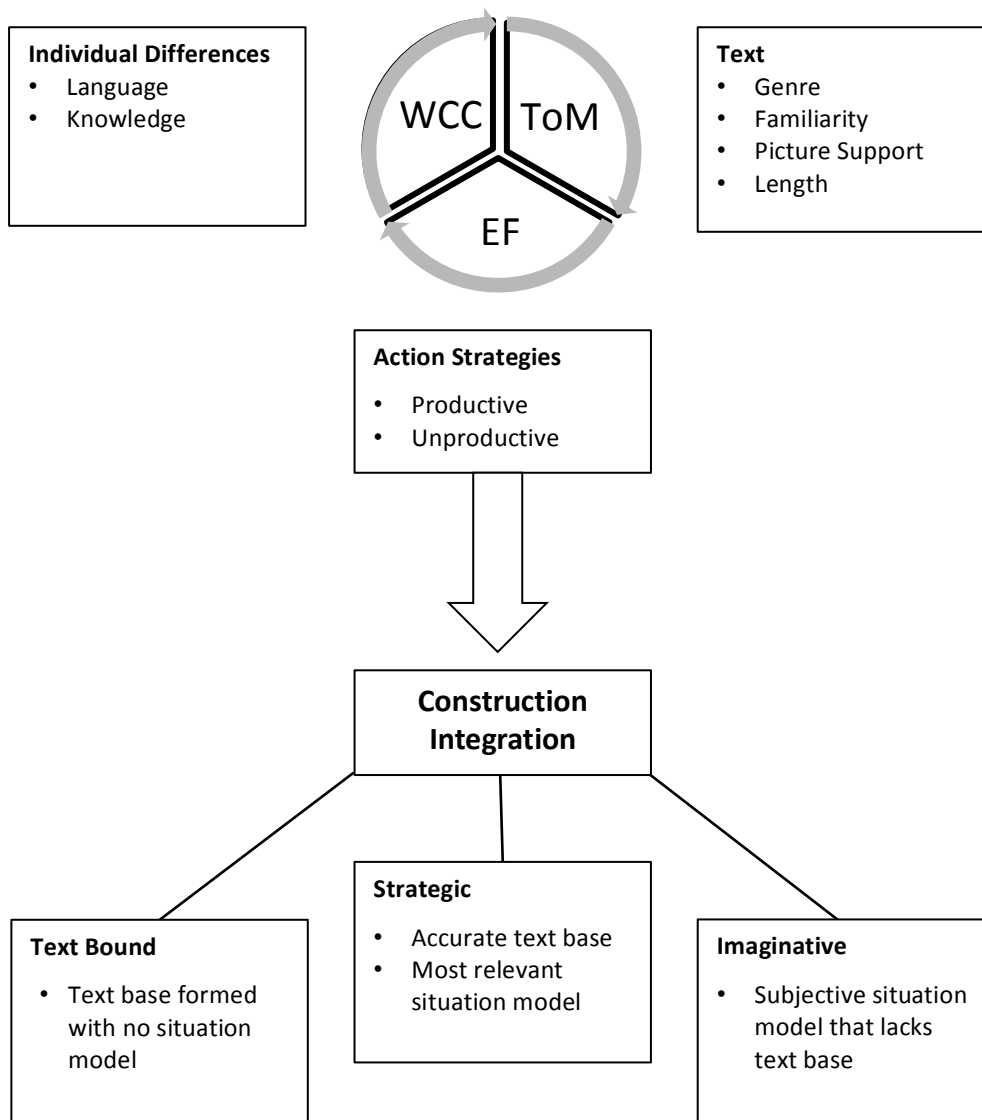 Individual Differences
• Language
• Knowledge
WCC
ToM
EF
Text
• Genre
• Familiarity
• Picture Support
• Length
Action Strategies
• Productive
• Unproductive
Construction
Integration
Text Bound
• Text base formed
with no situation
model
Strategic
• Accurate text base
• Most relevant
situation model
Imaginative
• Subjective situation
model that lacks
text base